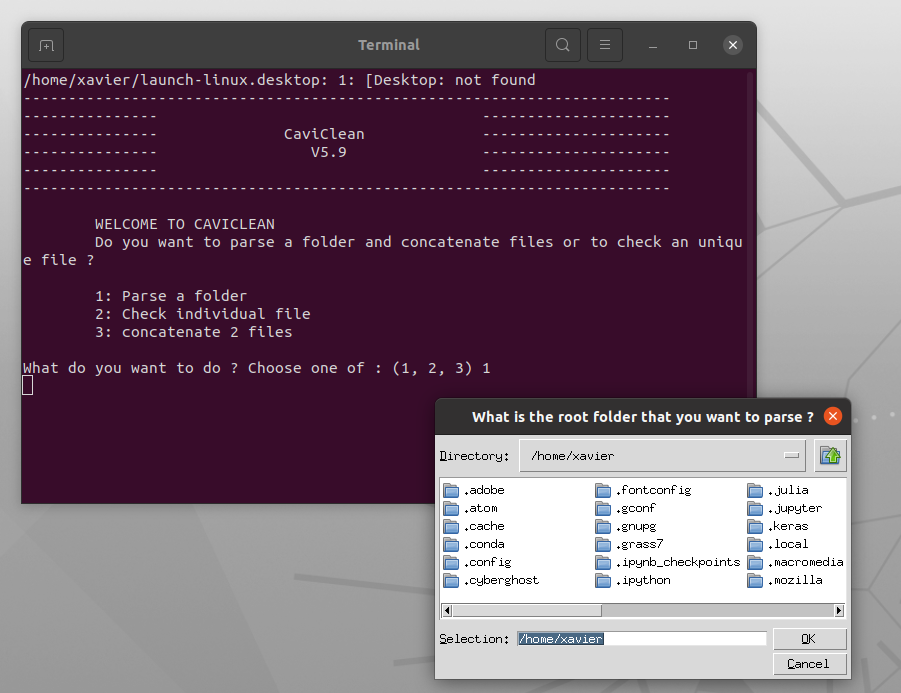 Terminal
/home/xavier/launch-linux.desktop: 1: [Desktop: not found
------------------------------------------------------------------------
---------------                                    ---------------------
---------------              CaviClean             ---------------------
---------------                 V5.9               ---------------------
---------------                                    ---------------------
------------------------------------------------------------------------
WELCOME TO CAVICLEAN
Do you want to parse a folder and concatenate files or to check an uniqu
e file ?
1: Parse a folder
2: Check individual file
3: concatenate 2 files
What do you want to do ? Choose one of : (1, 2, 3) 1
What is the root folder that you want to parse ?
Directory: /home/xavier
.adobe .fontconfig .julia
.atom .gconf .jupyter
.cache .gnupg .keras
.conda .grass7 .local
.config .ipynb_checkpoints .macromedia
.cyberghost .ipython .mozilla
Selection: /home/xavier OK
Cancel